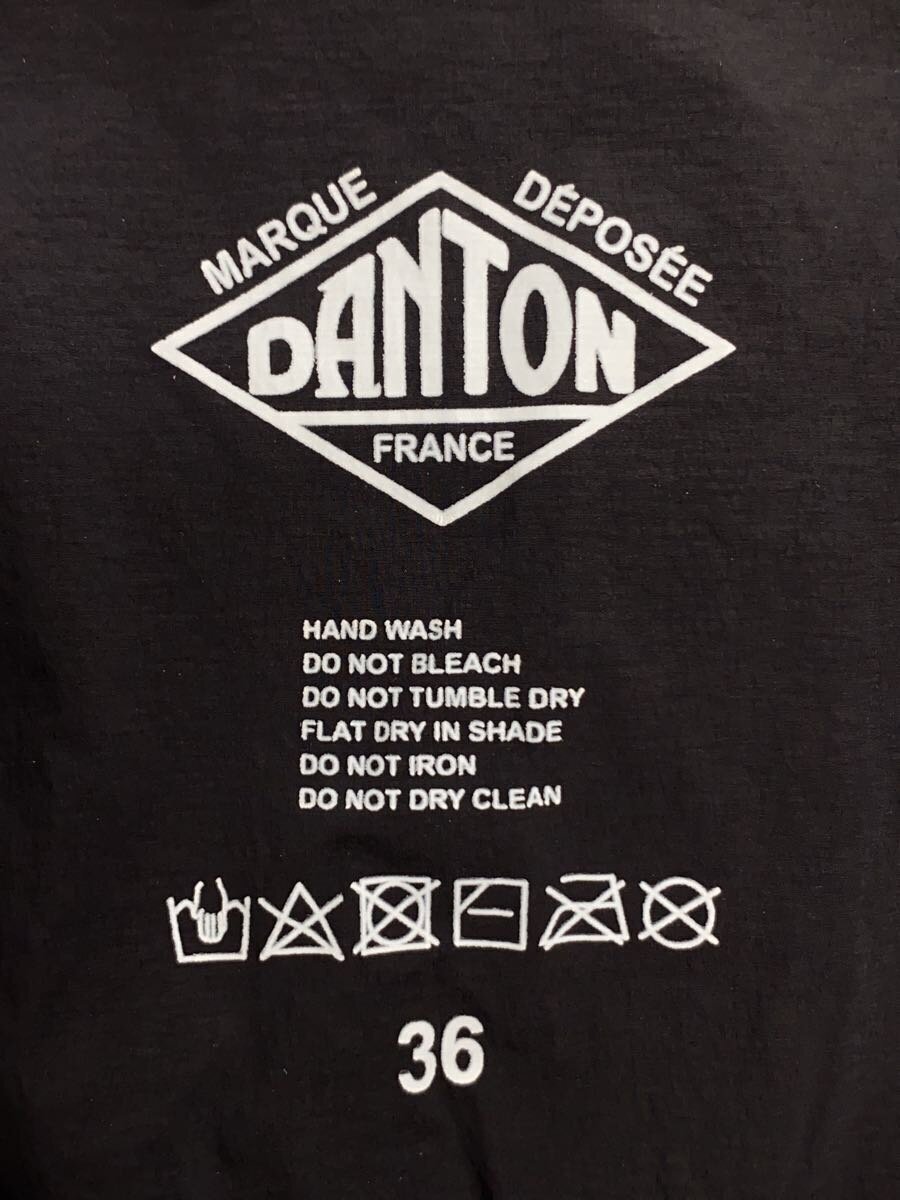 MARQUE DÉPOSÉE
DANTON
FRANCE
HAND WASH
DO NOT BLEACH
DO NOT TUMBLE DRY
FLAT DRY IN SHADE
DO NOT IRON
DO NOT DRY CLEAN
36